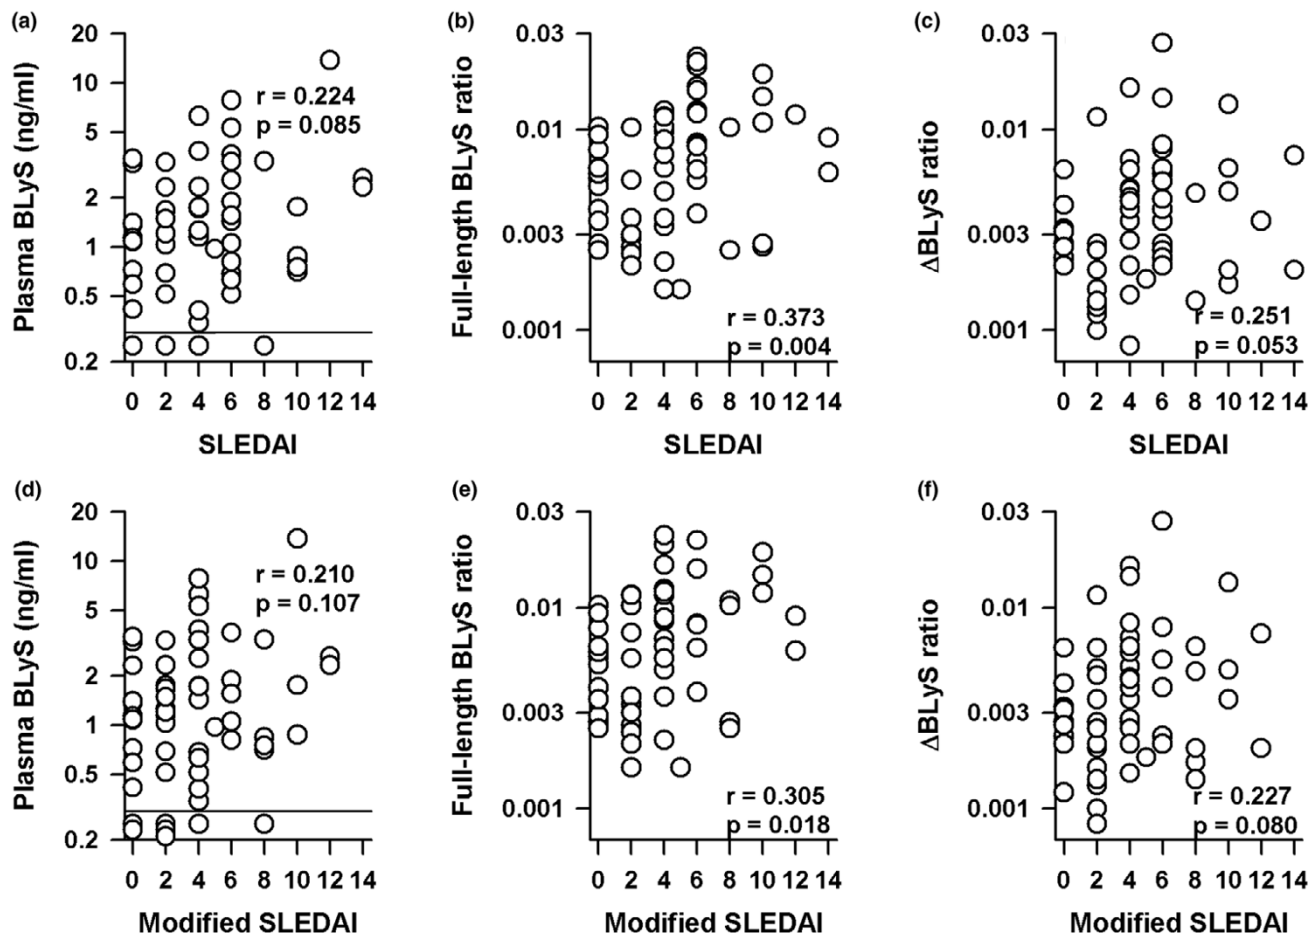 (a)
Plasma BLyS (ng/ml)
20
10
5
2
1
0.5
0.2
r = 0.224
p = 0.085
0 2 4 6 8 10 12 14
SLEDAI
(b)
Full-length BLyS ratio
0.03
0.01
0.003
0.001
r = 0.373
p = 0.004
0 2 4 6 8 10 12 14
SLEDAI
(c)
ΔBLyS ratio
0.03
0.01
0.003
0.001
r = 0.251
p = 0.053
0 2 4 6 8 10 12 14
SLEDAI
(d)
Plasma BLyS (ng/ml)
20
10
5
2
1
0.5
0.2
r = 0.210
p = 0.107
0 2 4 6 8 10 12 14
Modified SLEDAI
(e)
Full-length BLyS ratio
0.03
0.01
0.003
0.001
r = 0.305
p = 0.018
0 2 4 6 8 10 12 14
Modified SLEDAI
(f)
ΔBLyS ratio
0.03
0.01
0.003
0.001
r = 0.227
p = 0.080
0 2 4 6 8 10 12 14
Modified SLEDAI